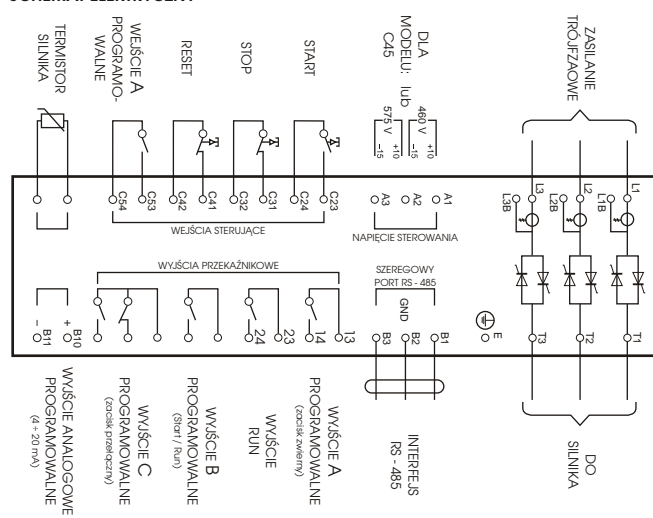 TERMISTOR
SILNIKA
WEJŚCIE A
PROGRAMO-
WALNE
RESET
STOP
START
DLA
MODELU:
C45
575 V
+10
-15
lub
460 V
+10
-15
ZASILANIE
TRÓJFZAOWE
C54
C53
C42
C41
C32
C31
C24
C23
A3
A2
A1
L3B
L3
L2B
L2
L1B
L1
WEJŚCIA STERUJĄCE
NAPIĘCIE STEROWANIA
WYJŚCIA PRZEKAŹNIKOWE
SZEREGOWY
PORT RS - 485
GND
–
B11
+
B10
24
23
14
13
B3
B2
B1
E
T3
T2
T1
WYJŚCIE ANALOGOWE
PROGRAMOWALNE
(4 ÷ 20 mA)
WYJŚCIE C
PROGRAMOWALNE
(zacisk przełączny)
WYJŚCIE B
PROGRAMOWALNE
(Start / Run)
WYJŚCIE
RUN
WYJŚCIE A
PROGRAMOWALNE
(zacisk zwierny)
INTERFEJS
RS - 485
DO
SILNIKA